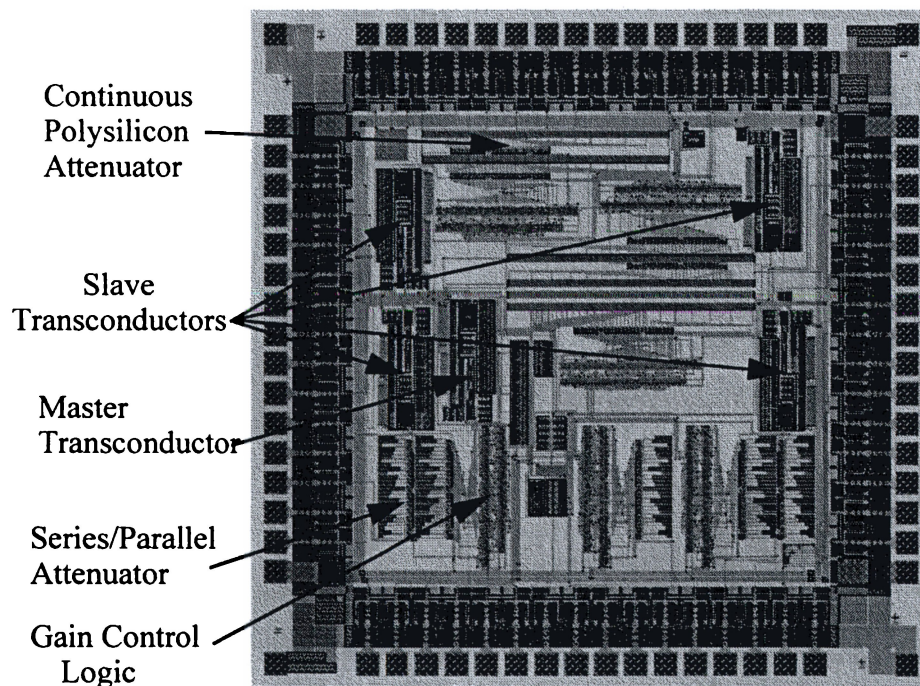 Continuous
Polysilicon
Attenuator
Slave
Transconductors
Master
Transconductor
Series/Parallel
Attenuator
Gain Control
Logic